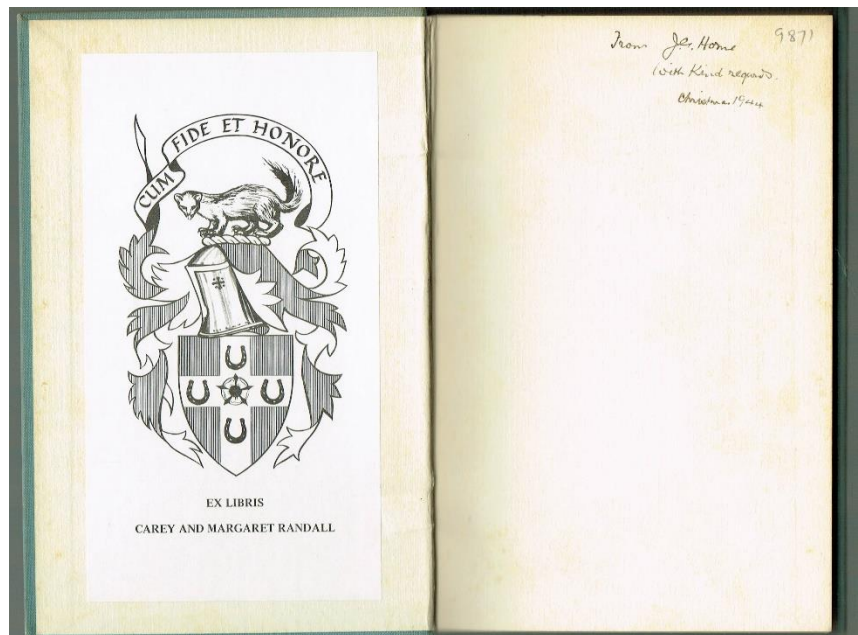 CUM FIDE ET HONORE
EX LIBRIS
CAREY AND MARGARET RANDALL
9871
From J.G. Home
with Kind regards.
Christmas 1944